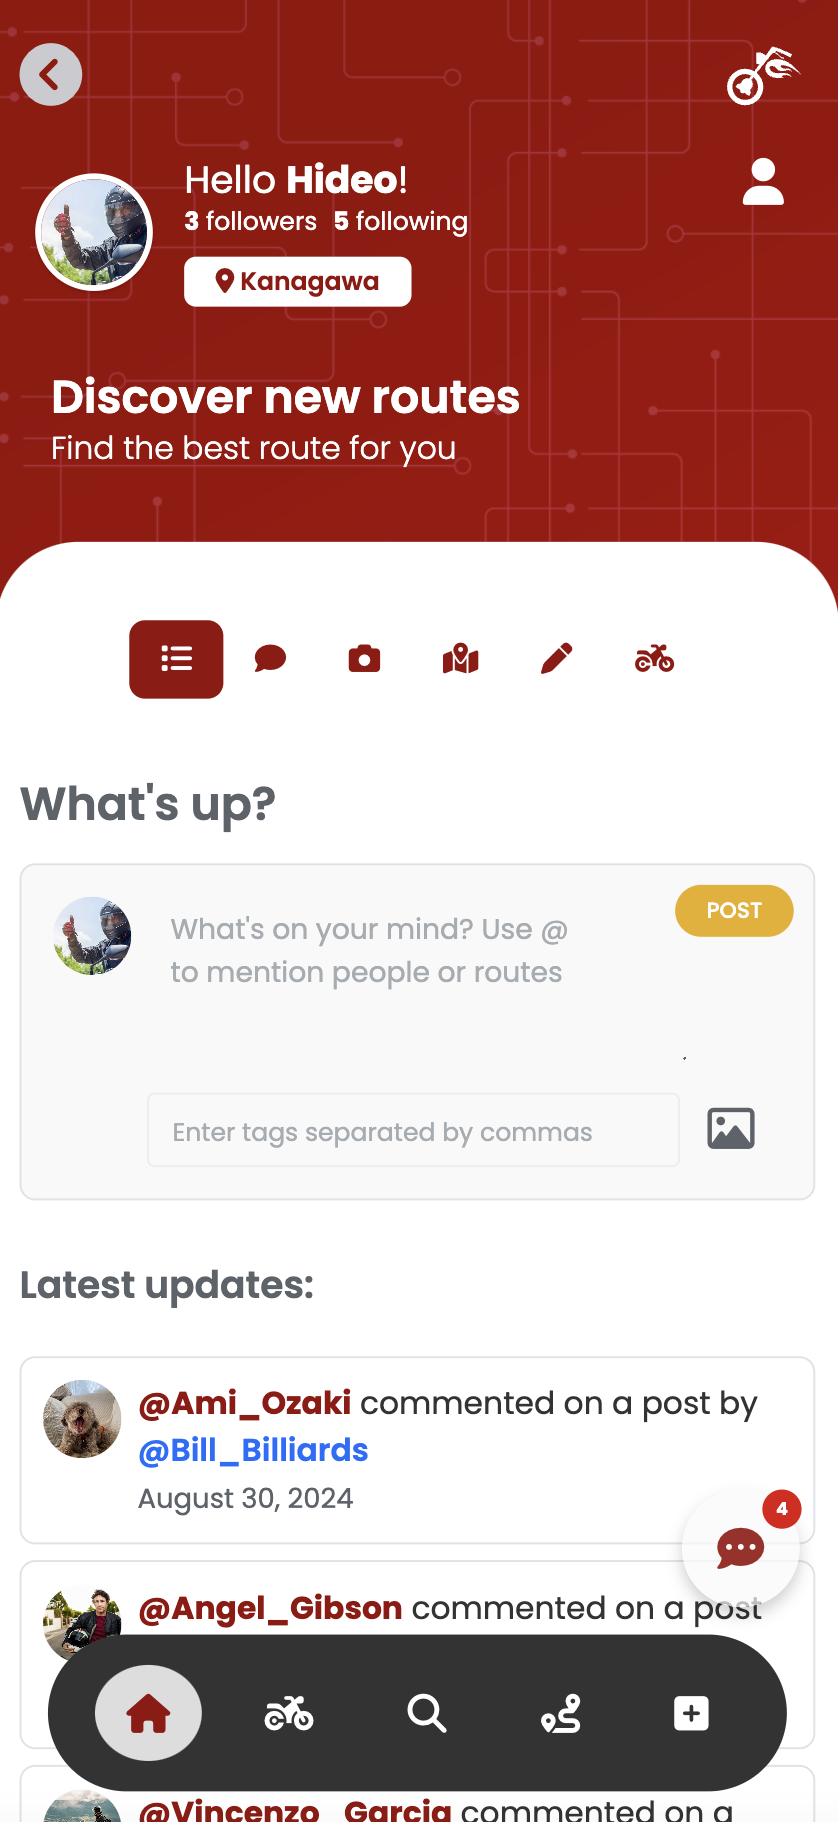 Hello Hideo!
3 followers 5 following
Kanagawa
Discover new routes
Find the best route for you
What's up?
What's on your mind? Use @
to mention people or routes
POST
Enter tags separated by commas
Latest updates:
@Ami_Ozaki commented on a post by
@Bill_Billiards
August 30, 2024
4
@Angel_Gibson commented on a post
@Vincenzo_Garcia commented on a